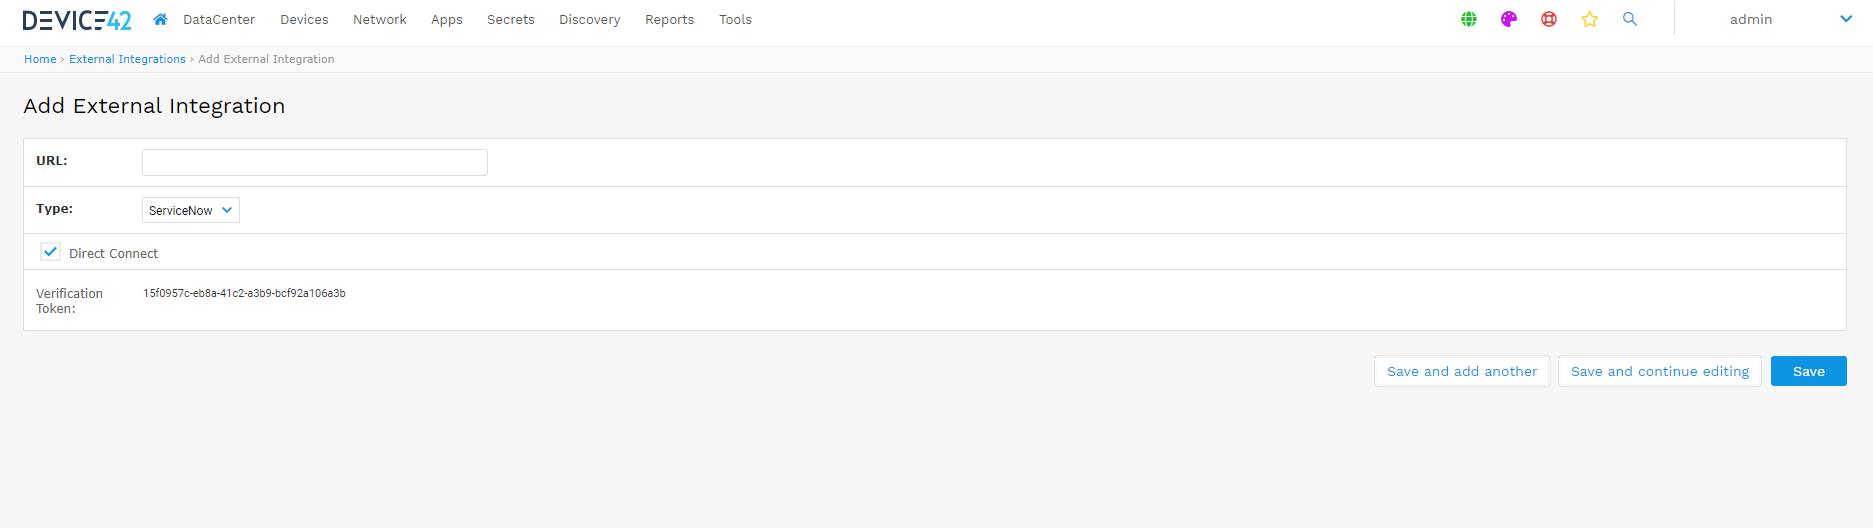 DEVICE42 DataCenter Devices Network Apps Secrets Discovery Reports Tools admin
Home › External Integrations › Add External Integration
Add External Integration
URL:
Type: ServiceNow
Direct Connect
Verification Token: 15f0957c-eb8a-41c2-a3b9-bcf92a106a3b
Save and add another Save and continue editing Save